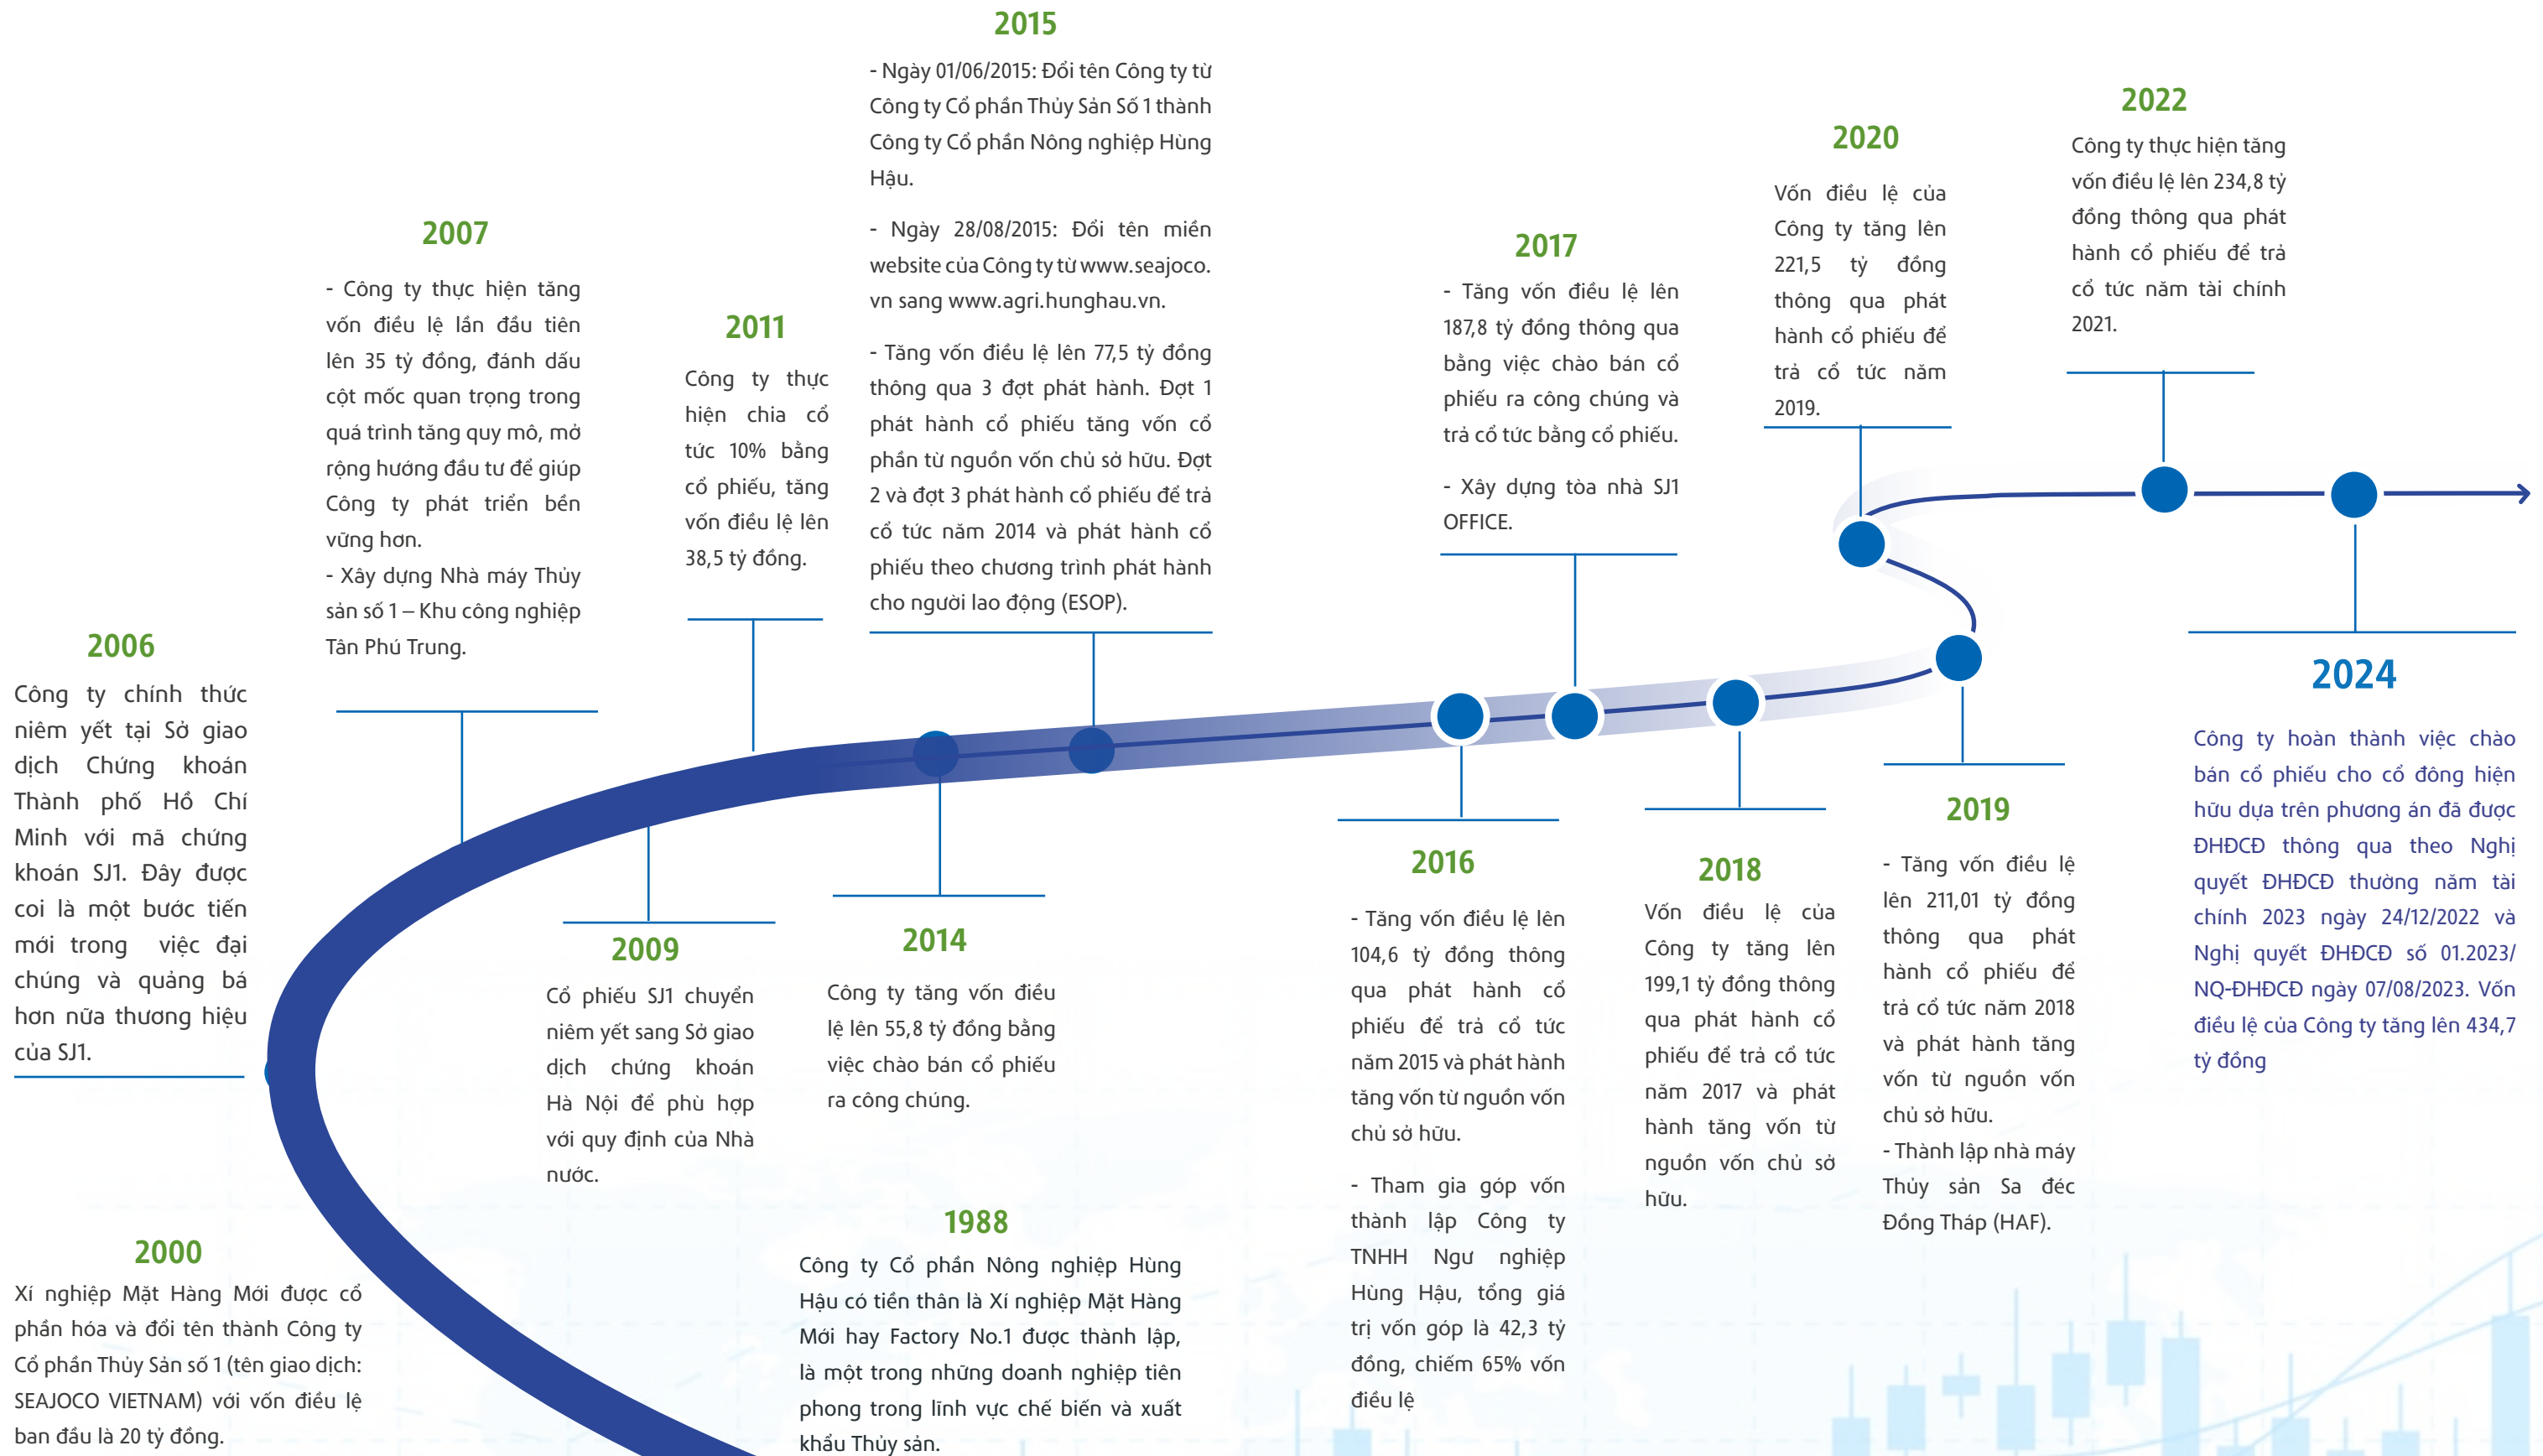 2015
- Ngày 01/06/2015: Đổi tên Công ty từ
Công ty Cổ phần Thủy Sản Số 1 thành
Công ty Cổ phần Nông nghiệp Hùng
Hậu.
- Ngày 28/08/2015: Đổi tên miền
website của Công ty từ www.seajoco.
vn sang www.agri.hunghau.vn.
- Tăng vốn điều lệ lên 77,5 tỷ đồng
thông qua 3 đợt phát hành. Đợt 1
phát hành cổ phiếu tăng vốn cổ
phần từ nguồn vốn chủ sở hữu. Đợt
2 và đợt 3 phát hành cổ phiếu để trả
cổ tức năm 2014 và phát hành cổ
phiếu theo chương trình phát hành
cho người lao động (ESOP).
2022
Công ty thực hiện tăng
vốn điều lệ lên 234,8 tỷ
đồng thông qua phát
hành cổ phiếu để trả
cổ tức năm tài chính
2021.
2020
Vốn điều lệ của
Công ty tăng lên
221,5 tỷ đồng
thông qua phát
hành cổ phiếu để
trả cổ tức năm
2019.
2007
- Công ty thực hiện tăng
vốn điều lệ lần đầu tiên
lên 35 tỷ đồng, đánh dấu
cột mốc quan trọng trong
quá trình tăng quy mô, mở
rộng hướng đầu tư để giúp
Công ty phát triển bền
vững hơn.
- Xây dựng Nhà máy Thủy
sản số 1 – Khu công nghiệp
Tân Phú Trung.
2017
- Tăng vốn điều lệ lên
187,8 tỷ đồng thông qua
bằng việc chào bán cổ
phiếu ra công chúng và
trả cổ tức bằng cổ phiếu.
- Xây dựng tòa nhà SJ1
OFFICE.
2011
Công ty thực
hiện chia cổ
tức 10% bằng
cổ phiếu, tăng
vốn điều lệ lên
38,5 tỷ đồng.
2006
Công ty chính thức
niêm yết tại Sở giao
dịch Chứng khoán
Thành phố Hồ Chí
Minh với mã chứng
khoán SJ1. Đây được
coi là một bước tiến
mới trong việc đại
chúng và quảng bá
hơn nữa thương hiệu
của SJ1.
2024
Công ty hoàn thành việc chào
bán cổ phiếu cho cổ đông hiện
hữu dựa trên phương án đã được
ĐHĐCĐ thông qua theo Nghị
quyết ĐHĐCĐ thường năm tài
chính 2023 ngày 24/12/2022 và
Nghị quyết ĐHĐCĐ số 01.2023/
NQ-ĐHĐCĐ ngày 07/08/2023. Vốn
điều lệ của Công ty tăng lên 434,7
tỷ đồng
2019
- Tăng vốn điều lệ
lên 211,01 tỷ đồng
thông qua phát
hành cổ phiếu để
trả cổ tức năm 2018
và phát hành tăng
vốn từ nguồn vốn
chủ sở hữu.
- Thành lập nhà máy
Thủy sản Sa đéc
Đồng Tháp (HAF).
2016
- Tăng vốn điều lệ lên
104,6 tỷ đồng thông
qua phát hành cổ
phiếu để trả cổ tức
năm 2015 và phát hành
tăng vốn từ nguồn vốn
chủ sở hữu.
- Tham gia góp vốn
thành lập Công ty
TNHH Ngư nghiệp
Hùng Hậu, tổng giá
trị vốn góp là 42,3 tỷ
đồng, chiếm 65% vốn
điều lệ
2018
Vốn điều lệ của
Công ty tăng lên
199,1 tỷ đồng thông
qua phát hành cổ
phiếu để trả cổ tức
năm 2017 và phát
hành tăng vốn từ
nguồn vốn chủ sở
hữu.
2009
Cổ phiếu SJ1 chuyển
niêm yết sang Sở giao
dịch chứng khoán
Hà Nội để phù hợp
với quy định của Nhà
nước.
2014
Công ty tăng vốn điều
lệ lên 55,8 tỷ đồng bằng
việc chào bán cổ phiếu
ra công chúng.
1988
Công ty Cổ phần Nông nghiệp Hùng
Hậu có tiền thân là Xí nghiệp Mặt Hàng
Mới hay Factory No.1 được thành lập,
là một trong những doanh nghiệp tiên
phong trong lĩnh vực chế biến và xuất
khẩu Thủy sản.
2000
Xí nghiệp Mặt Hàng Mới được cổ
phần hóa và đổi tên thành Công ty
Cổ phần Thủy Sản số 1 (tên giao dịch:
SEAJOCO VIETNAM) với vốn điều lệ
ban đầu là 20 tỷ đồng.